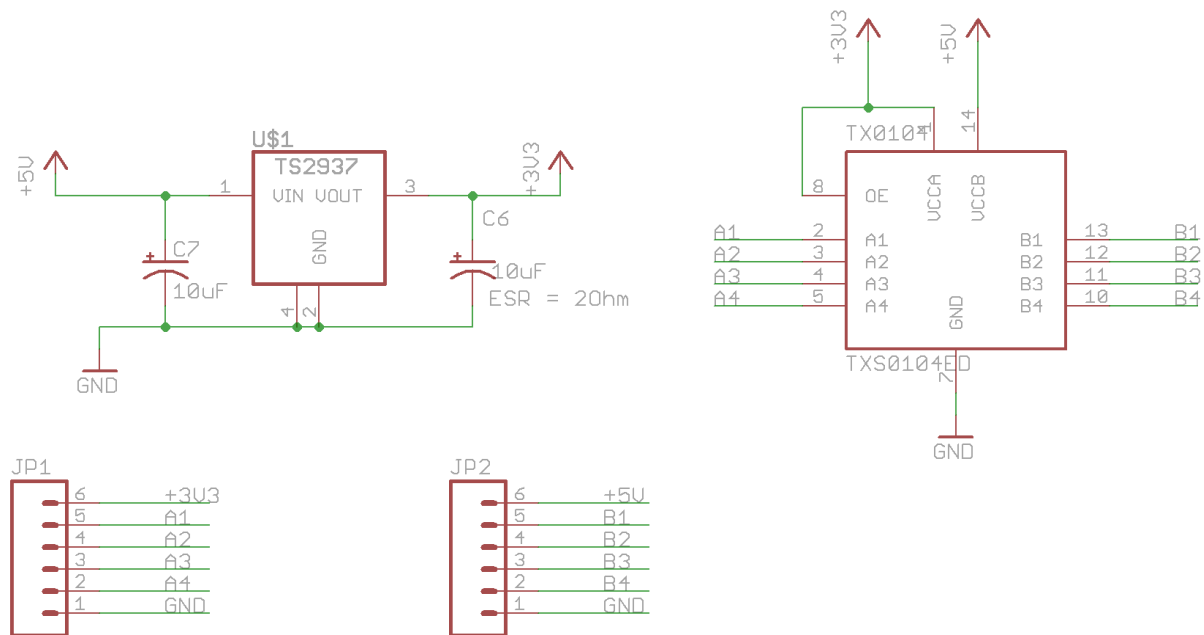 +5V
U$1
TS2937
1
VIN VOUT
3
GND
4
2
+3V3
C7
10uF
C6
10uF
ESR = 2Ohm
GND
+3V3
+5V
TX0104
1
14
8
OE
VCCA
VCCB
A1
2
A1
B1
13
B1
A2
3
A2
B2
12
B2
A3
4
A3
B3
11
B3
A4
5
A4
B4
10
B4
GND
TXS0104ED
7
GND
JP1
6
+3V3
5
A1
4
A2
3
A3
2
A4
1
GND
JP2
6
+5V
5
B1
4
B2
3
B3
2
B4
1
GND